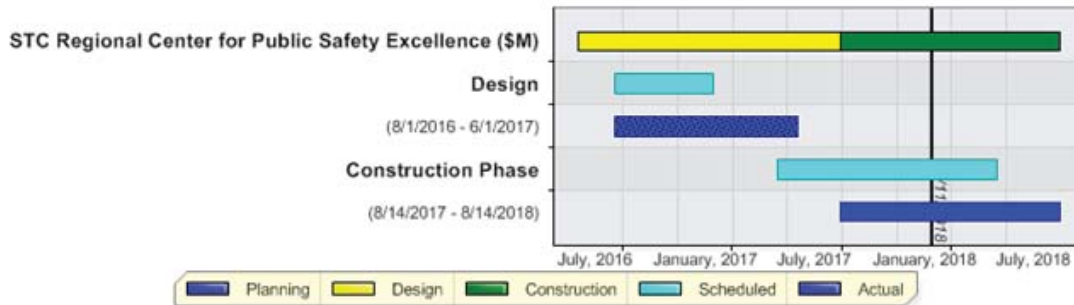 STC Regional Center for Public Safety Excellence ($M)
Design
(8/1/2016 - 6/1/2017)
Construction Phase
(8/14/2017 - 8/14/2018)
July, 2016 January, 2017 July, 2017 January, 2018 July, 2018
Planning Design Construction Scheduled Actual